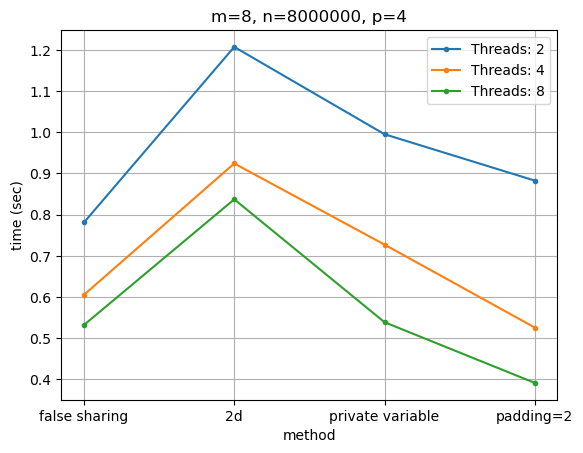 m=8, n=8000000, p=4
Threads: 2
Threads: 4
Threads: 8
time (sec)
1.2
1.1
1.0
0.9
0.8
0.7
0.6
0.5
0.4
false sharing
2d
private variable
padding=2
method